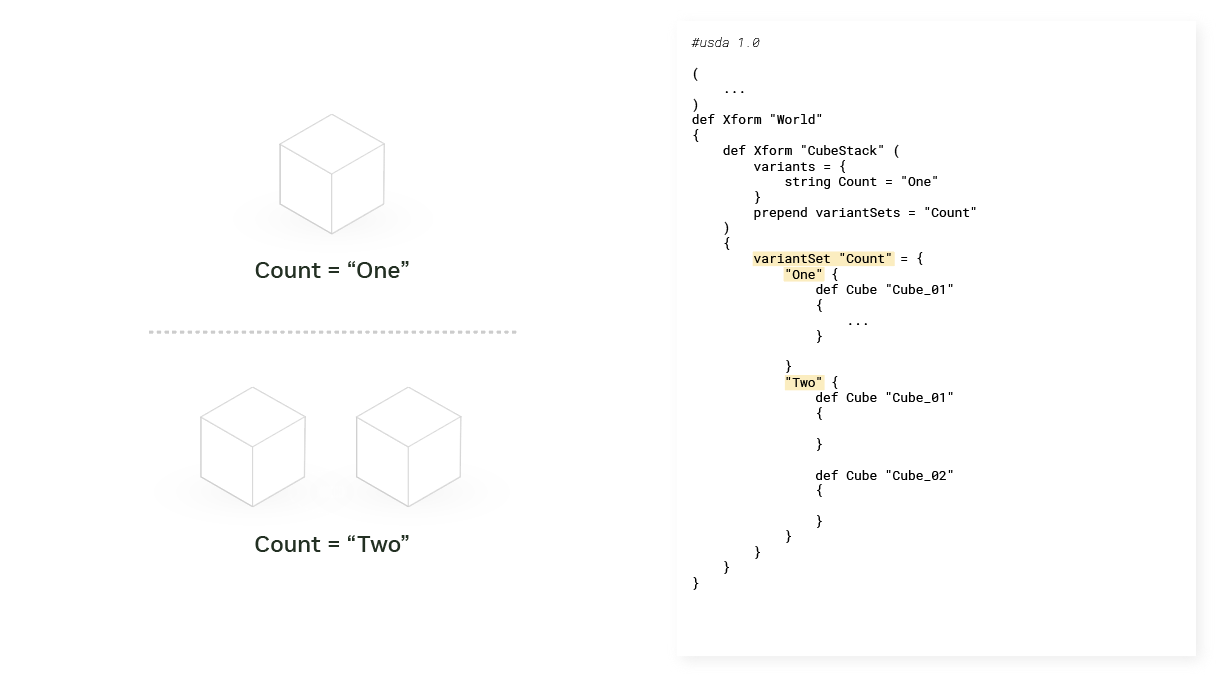 Count = “One”
Count = “Two”
#usda 1.0
(
    ...
)
def Xform "World"
{
    def Xform "CubeStack" (
        variants = {
            string Count = "One"
        }
        prepend variantSets = "Count"
    )
    {
        variantSet "Count" = {
            "One" {
                def Cube "Cube_01"
                {
                    ...
                }
            }
            "Two" {
                def Cube "Cube_01"
                {
                }
                def Cube "Cube_02"
                {
                }
            }
        }
    }
}